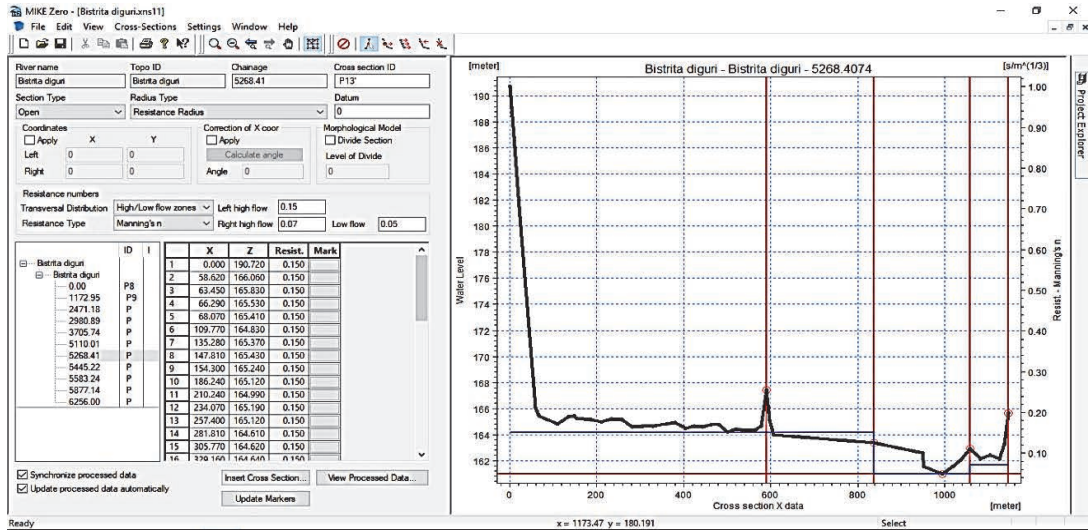 MIKE Zero - [Bistrita diguri.xns11]
File Edit View Cross-Sections Settings Window Help
River name Topo ID Chainage Cross section ID
Bistrita diguri Bistrita diguri 5268.41 P13'
Section Type Radius Type Datum
Open Resistance Radius 0
Coordinates Correction of X coor Morphological Model
Apply X Y Apply Divide Section
Left 0 0 Calculate angle Level of Divide
Right 0 0 Angle 0 0
Resistance numbers
Transversal Distribution High/Low flow zones Left high flow 0.15
Resistance Type Manning's n Right high flow 0.07 Low flow 0.05
ID I
Bistrita diguri
Bistrita diguri
0.00 P8
1172.95 P9
2471.18 P
2980.89 P
3705.74 P
5110.01 P
5268.41 P
5445.22 P
5583.24 P
5877.14 P
6256.00 P
X Z Resist. Mark
1 0.000 190.720 0.150
2 58.620 166.060 0.150
3 63.450 165.830 0.150
4 66.290 165.530 0.150
5 68.070 165.410 0.150
6 109.770 164.830 0.150
7 135.280 165.370 0.150
8 147.810 165.430 0.150
9 154.300 165.240 0.150
10 186.240 165.120 0.150
11 210.240 164.990 0.150
12 234.070 165.190 0.150
13 257.400 165.120 0.150
14 281.810 164.610 0.150
15 305.770 164.620 0.150
16 329.160 164.640 0.150
Synchronize processed data
Update processed data automatically
Insert Cross Section... View Processed Data...
Update Markers
[meter] Bistrita diguri - Bistrita diguri - 5268.4074 [s/m^(1/3)]
190
188
186
184
182
180
178
176
174
172
170
168
166
164
162
Water Level
1.00
0.90
0.80
0.70
0.60
0.50
0.40
0.30
0.20
0.10
Resist. - Manning's n
0 200 400 600 800 1000
Cross section X data [meter]
Project Explorer
Ready x = 1173.47 y = 180.191 Select